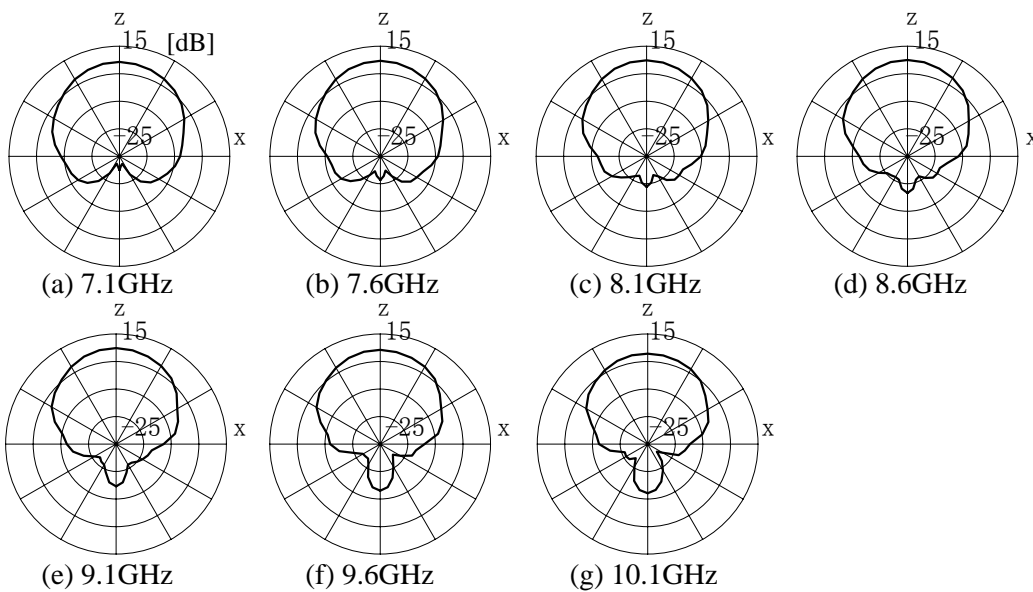 z
15
[dB]
-25
x
(a) 7.1GHz
z
15
-25
x
(b) 7.6GHz
z
15
-25
x
(c) 8.1GHz
z
15
-25
x
(d) 8.6GHz
z
15
-25
x
(e) 9.1GHz
z
15
-25
x
(f) 9.6GHz
z
15
-25
x
(g) 10.1GHz